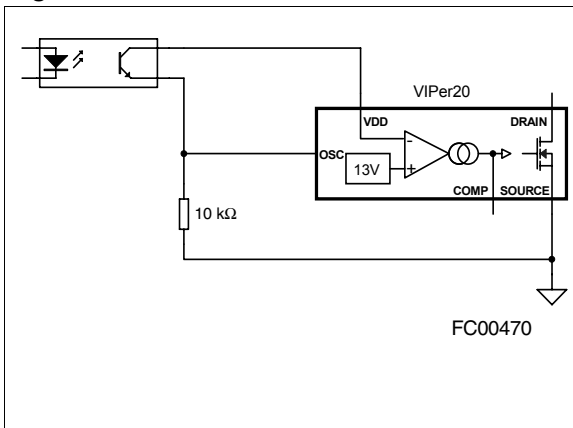 VIPer20
VDD
DRAIN
-
OSC
13V
+
COMP
SOURCE
10 kΩ
FC00470